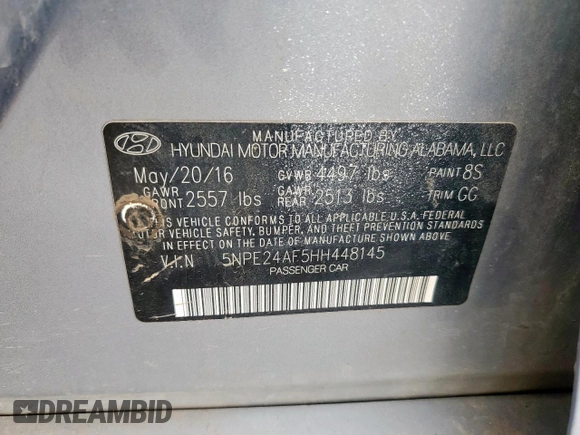 MANUFACTURED BY
HYUNDAI MOTOR MANUFACTURING ALABAMA, LLC
May/20/16 GVWR 4497 lbs PAINT 8S
GAWR FRONT 2557 lbs GAWR REAR 2513 lbs TRIM GG
THIS VEHICLE CONFORMS TO ALL APPLICABLE U.S.A. FEDERAL
MOTOR VEHICLE SAFETY, BUMPER, AND THEFT PREVENTION
STANDARDS IN EFFECT ON THE DATE OF MANUFACTURE SHOWN ABOVE.
V.I.N 5NPE24AF5HH448145
PASSENGER CAR
DREAMBID